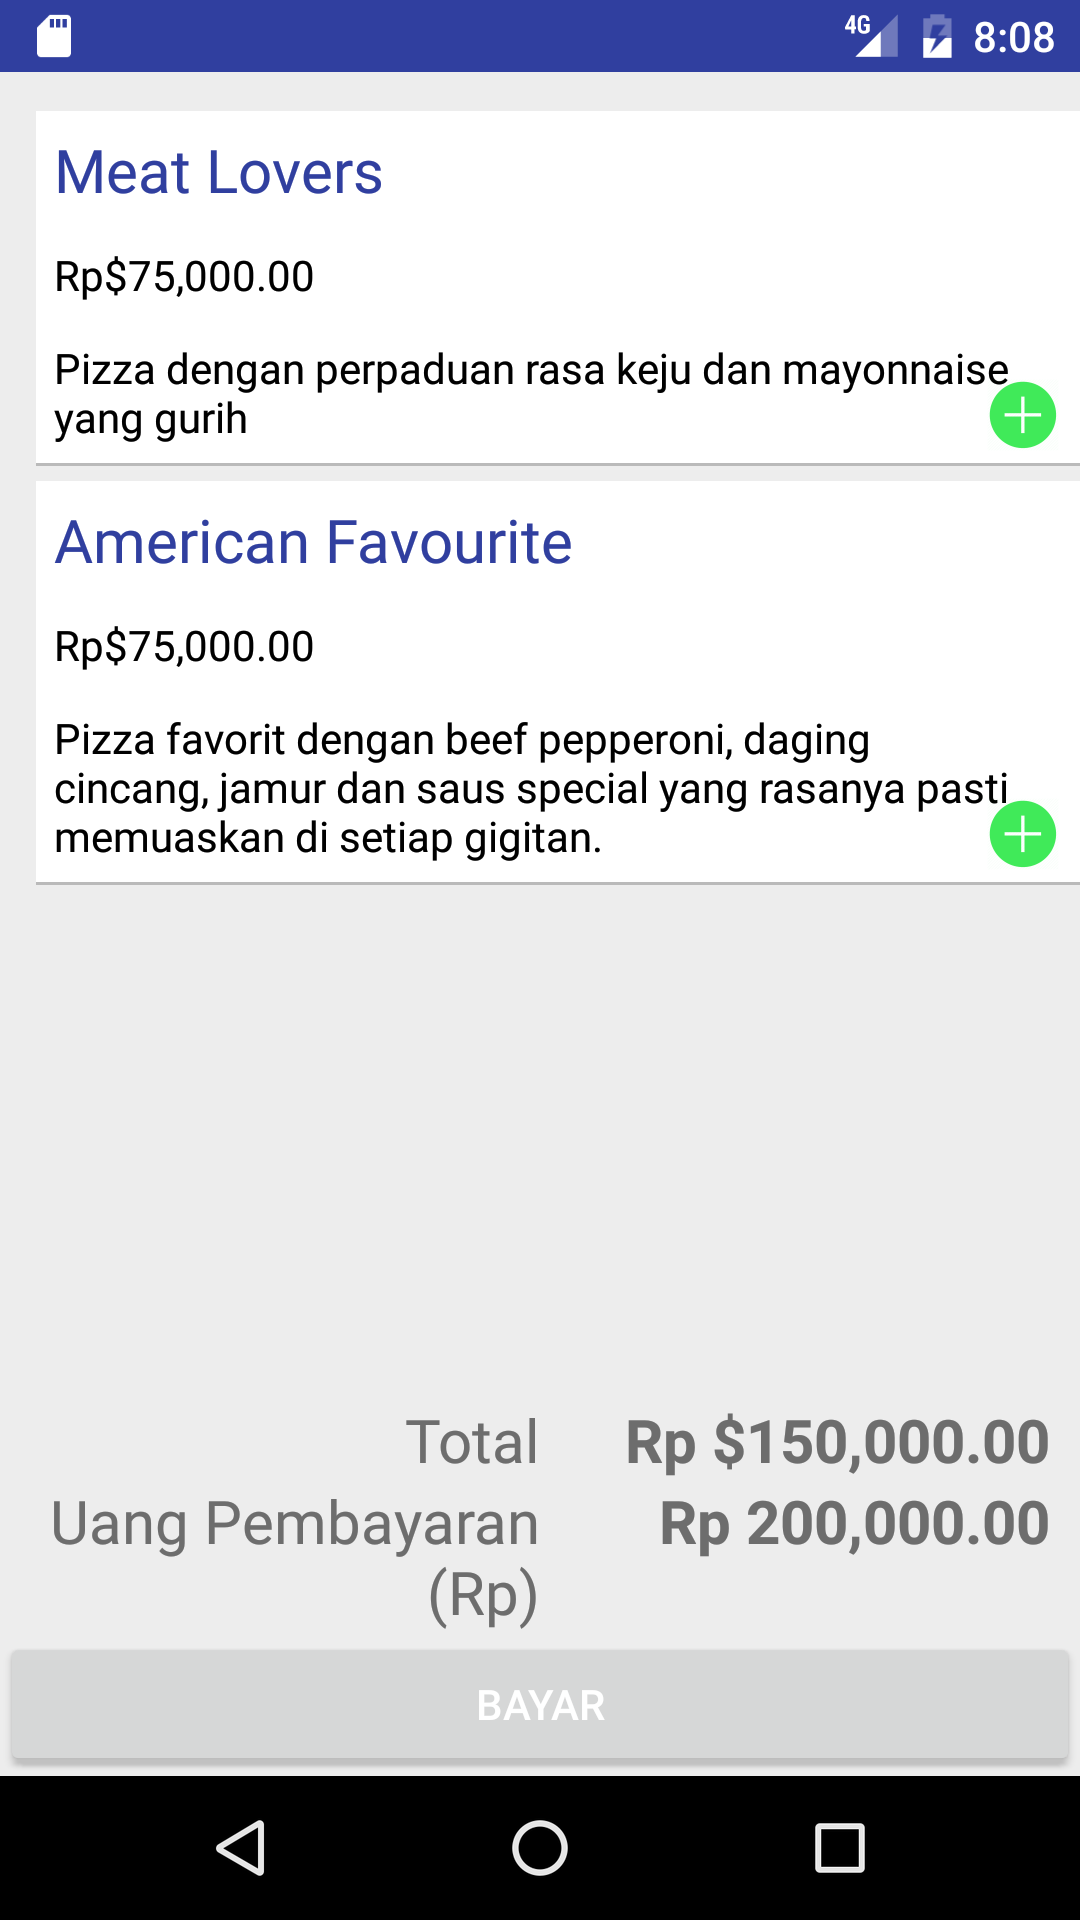 4G 8:08
Meat Lovers
Rp$75,000.00
Pizza dengan perpaduan rasa keju dan mayonnaise
yang gurih
American Favourite
Rp$75,000.00
Pizza favorit dengan beef pepperoni, daging
cincang, jamur dan saus special yang rasanya pasti
memuaskan di setiap gigitan.
Total Rp $150,000.00
Uang Pembayaran Rp 200,000.00
(Rp)
BAYAR